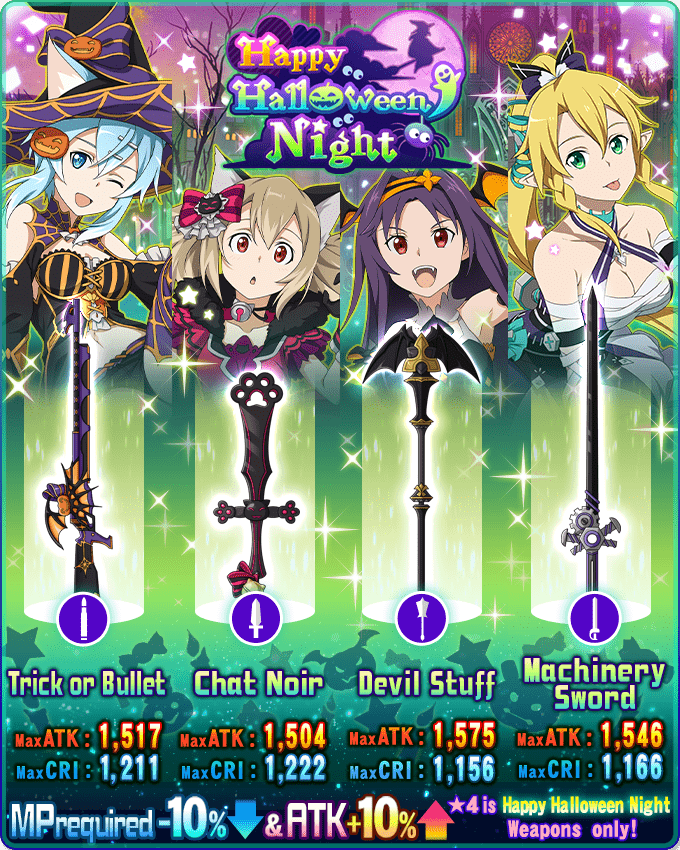 Happy
Halloween
Night
Trick or Bullet
MaxATK: 1,517
MaxCRI: 1,211
Chat Noir
MaxATK: 1,504
MaxCRI: 1,222
Devil Stuff
MaxATK: 1,575
MaxCRI: 1,156
Machinery
Sword
MaxATK: 1,546
MaxCRI: 1,166
MP required -10% & ATK +10%
★4 is Happy Halloween Night
Weapons only!